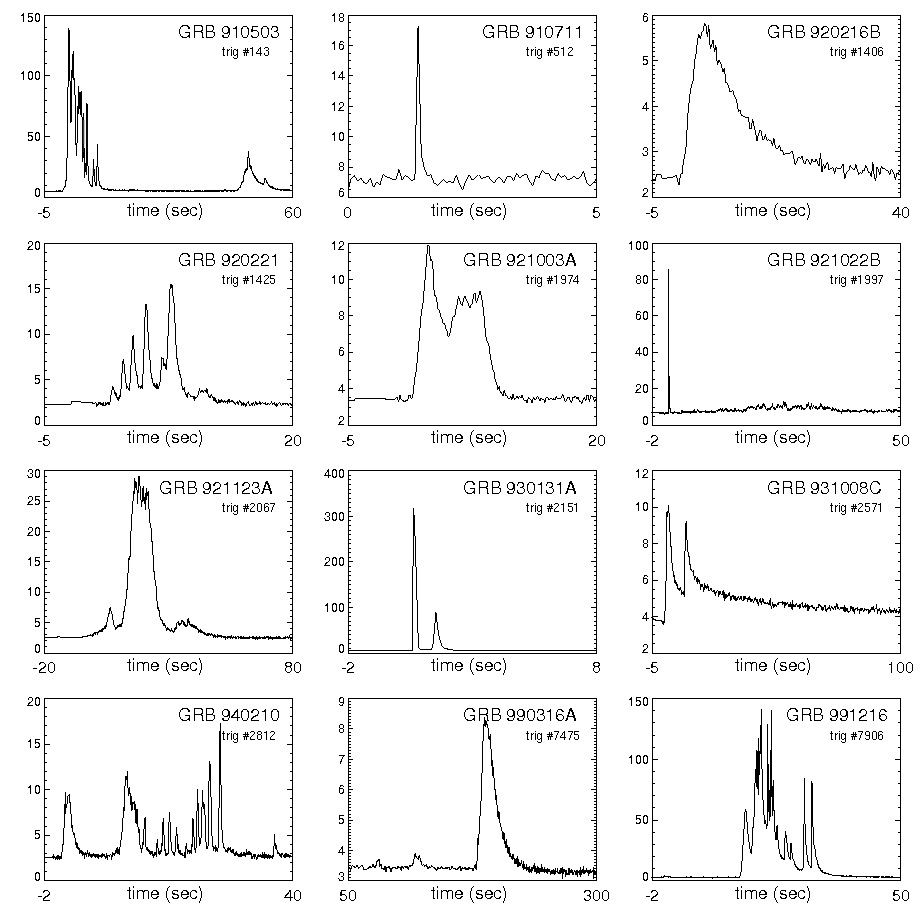 150
100
50
0
GRB 910503
trig #143
-5
time (sec)
60
18
16
14
12
10
8
6
GRB 910711
trig #512
0
time (sec)
5
6
5
4
3
2
GRB 920216B
trig #1406
-5
time (sec)
40
20
15
10
5
0
GRB 920221
trig #1425
-5
time (sec)
20
12
10
8
6
4
2
GRB 921003A
trig #1974
-5
time (sec)
20
100
80
60
40
20
0
GRB 921022B
trig #1997
-2
time (sec)
50
30
25
20
15
10
5
0
GRB 921123A
trig #2067
-20
time (sec)
80
400
300
200
100
0
GRB 930131A
trig #2151
-2
time (sec)
8
12
10
8
6
4
2
GRB 931008C
trig #2571
-5
time (sec)
100
20
15
10
5
0
GRB 940210
trig #2812
-2
time (sec)
40
9
8
7
6
5
4
3
GRB 990316A
trig #7475
50
time (sec)
300
150
100
50
0
GRB 991216
trig #7906
-2
time (sec)
50